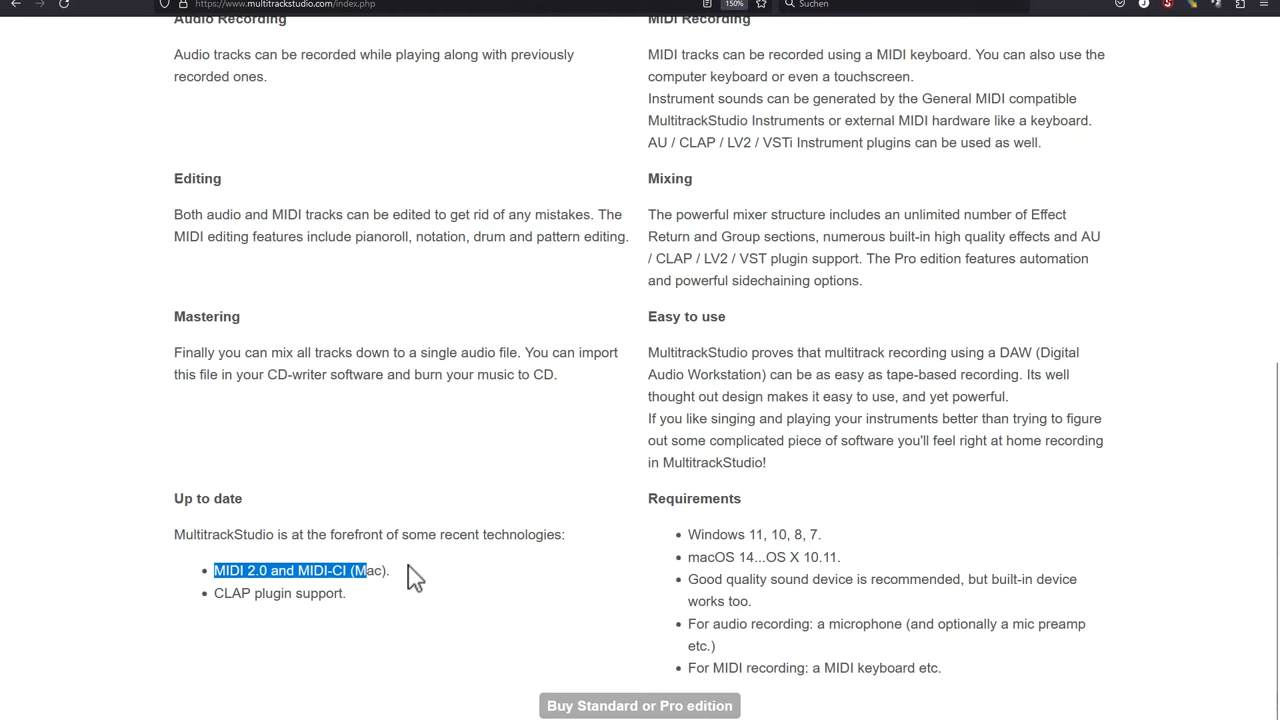 https://www.multitrackstudio.com/index.php
150%
Suchen
Audio Recording
Audio tracks can be recorded while playing along with previously
recorded ones.
MIDI Recording
MIDI tracks can be recorded using a MIDI keyboard. You can also use the
computer keyboard or even a touchscreen.
Instrument sounds can be generated by the General MIDI compatible
MultitrackStudio Instruments or external MIDI hardware like a keyboard.
AU / CLAP / LV2 / VSTi Instrument plugins can be used as well.
Editing
Both audio and MIDI tracks can be edited to get rid of any mistakes. The
MIDI editing features include pianoroll, notation, drum and pattern editing.
Mixing
The powerful mixer structure includes an unlimited number of Effect
Return and Group sections, numerous built-in high quality effects and AU
/ CLAP / LV2 / VST plugin support. The Pro edition features automation
and powerful sidechaining options.
Mastering
Finally you can mix all tracks down to a single audio file. You can import
this file in your CD-writer software and burn your music to CD.
Easy to use
MultitrackStudio proves that multitrack recording using a DAW (Digital
Audio Workstation) can be as easy as tape-based recording. Its well
thought out design makes it easy to use, and yet powerful.
If you like singing and playing your instruments better than trying to figure
out some complicated piece of software you'll feel right at home recording
in MultitrackStudio!
Up to date
MultitrackStudio is at the forefront of some recent technologies:
• MIDI 2.0 and MIDI-CI (Mac).
• CLAP plugin support.
Requirements
• Windows 11, 10, 8, 7.
• macOS 14...OS X 10.11.
• Good quality sound device is recommended, but built-in device
works too.
• For audio recording: a microphone (and optionally a mic preamp
etc.)
• For MIDI recording: a MIDI keyboard etc.
Buy Standard or Pro edition